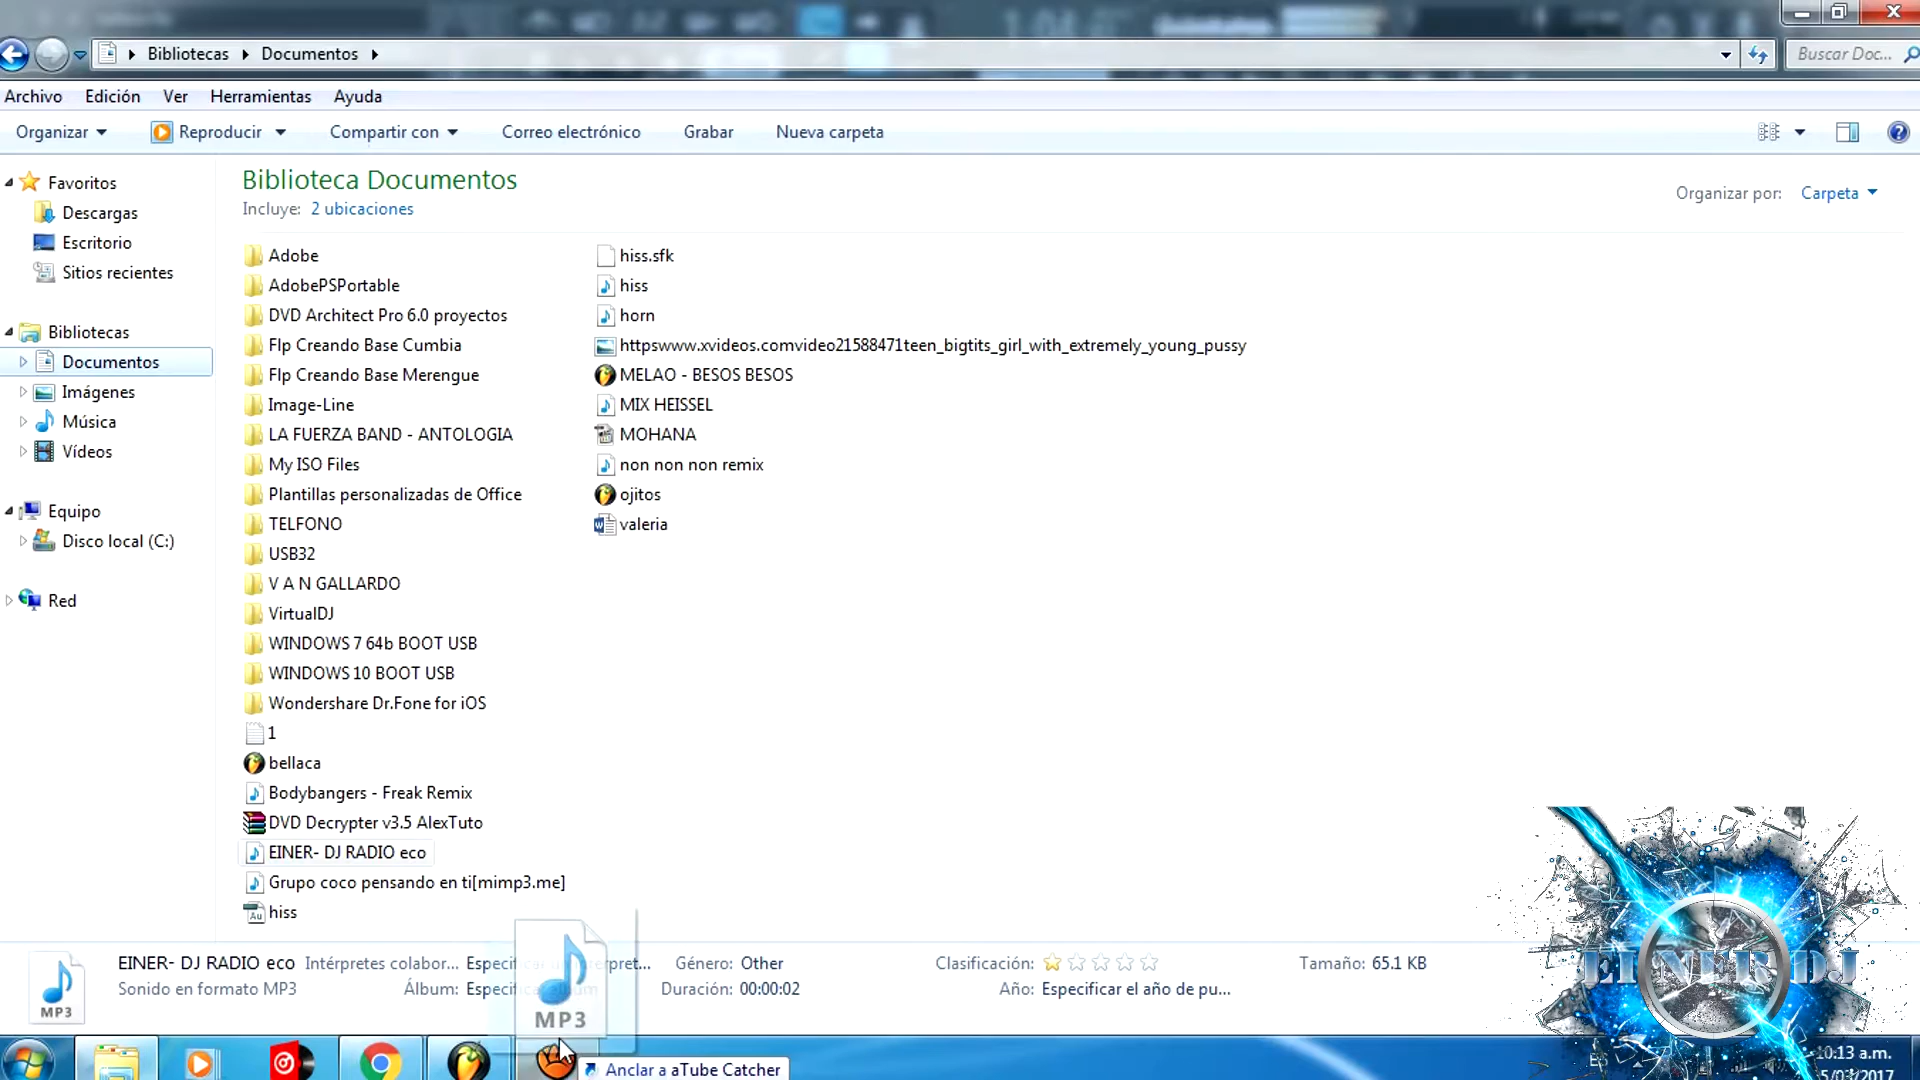 Bibliotecas Documentos
Buscar Doc...
Archivo Edición Ver Herramientas Ayuda
Organizar Reproducir Compartir con Correo electrónico Grabar Nueva carpeta
Biblioteca Documentos
Incluye: 2 ubicaciones
Organizar por: Carpeta
Favoritos
Descargas
Escritorio
Sitios recientes
Bibliotecas
Documentos
Imágenes
Música
Vídeos
Equipo
Disco local (C:)
Red
Adobe
AdobePSPortable
DVD Architect Pro 6.0 proyectos
Flp Creando Base Cumbia
Flp Creando Base Merengue
Image-Line
LA FUERZA BAND - ANTOLOGIA
My ISO Files
Plantillas personalizadas de Office
TELFONO
USB32
V A N GALLARDO
VirtualDJ
WINDOWS 7 64b BOOT USB
WINDOWS 10 BOOT USB
Wondershare Dr.Fone for iOS
1
bellaca
Bodybangers - Freak Remix
DVD Decrypter v3.5 AlexTuto
EINER- DJ RADIO eco
Grupo coco pensando en ti[mimp3.me]
hiss
hiss.sfk
hiss
horn
httpswww.xvideos.comvideo21588471teen_bigtits_girl_with_extremely_young_pussy
MELAO - BESOS BESOS
MIX HEISSEL
MOHANA
non non non remix
ojitos
valeria
EINER- DJ RADIO eco
Sonido en formato MP3
Intérpretes colabor...
Álbum:
Género: Other
Duración: 00:00:02
Clasificación:
Año: Especificar el año de pu...
Tamaño: 65.1 KB
MP3
MP3
Anclar a aTube Catcher
EINER DJ
10:13 a.m.
5/03/2017